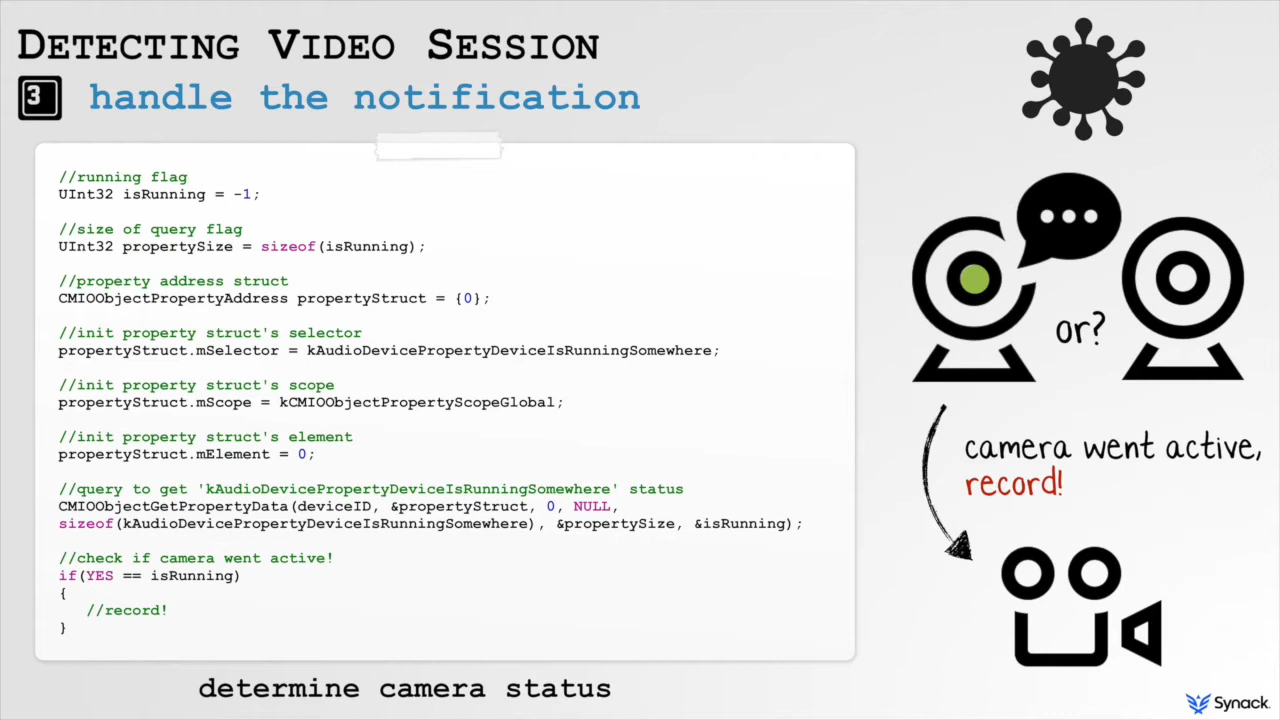 DETECTING VIDEO SESSION
3 handle the notification
//running flag
UInt32 isRunning = -1;
//size of query flag
UInt32 propertySize = sizeof(isRunning);
//property address struct
CMIOObjectPropertyAddress propertyStruct = {0};
//init property struct's selector
propertyStruct.mSelector = kAudioDevicePropertyDeviceIsRunningSomewhere;
//init property struct's scope
propertyStruct.mScope = kCMIOObjectPropertyScopeGlobal;
//init property struct's element
propertyStruct.mElement = 0;
//query to get 'kAudioDevicePropertyDeviceIsRunningSomewhere' status
CMIOObjectGetPropertyData(deviceID, &propertyStruct, 0, NULL,
sizeof(kAudioDevicePropertyDeviceIsRunningSomewhere), &propertySize, &isRunning);
//check if camera went active!
if(YES == isRunning)
{
//record!
}
determine camera status
or?
camera went active,
record!
Synack.